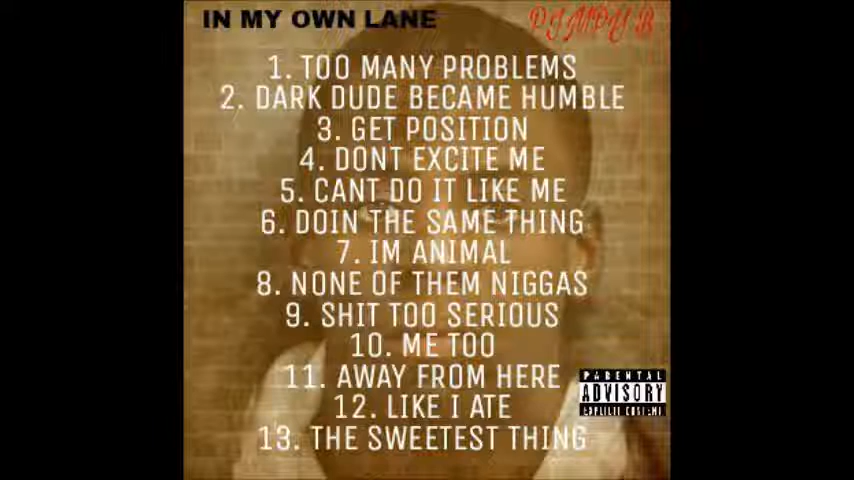 IN MY OWN LANE
1. TOO MANY PROBLEMS
2. DARK DUDE BECAME HUMBLE
3. GET POSITION
4. DONT EXCITE ME
5. CANT DO IT LIKE ME
6. DOIN THE SAME THING
7. IM ANIMAL
8. NONE OF THEM NIGGAS
9. SHIT TOO SERIOUS
10. ME TOO
11. AWAY FROM HERE
12. LIKE I ATE
13. THE SWEETEST THING
PARENTAL
ADVISORY
EXPLICIT CONTENT